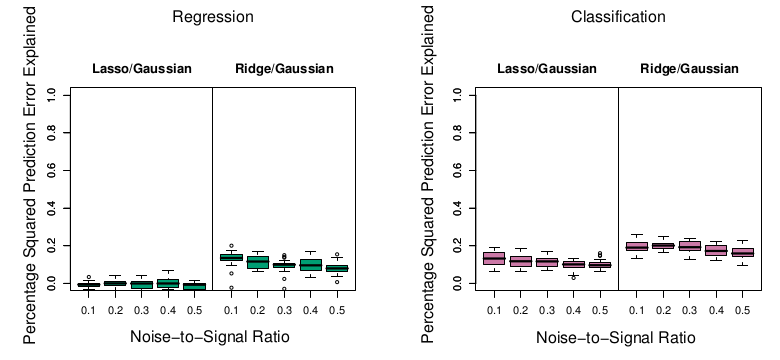 Regression
Percentage Squared Prediction Error Explained
Lasso/Gaussian
Ridge/Gaussian
1.0
0.8
0.6
0.4
0.2
0.0
0.1 0.2 0.3 0.4 0.5 0.1 0.2 0.3 0.4 0.5
Noise−to−Signal Ratio
Classification
Percentage Squared Prediction Error Explained
Lasso/Gaussian
Ridge/Gaussian
1.0
0.8
0.6
0.4
0.2
0.0
0.1 0.2 0.3 0.4 0.5 0.1 0.2 0.3 0.4 0.5
Noise−to−Signal Ratio